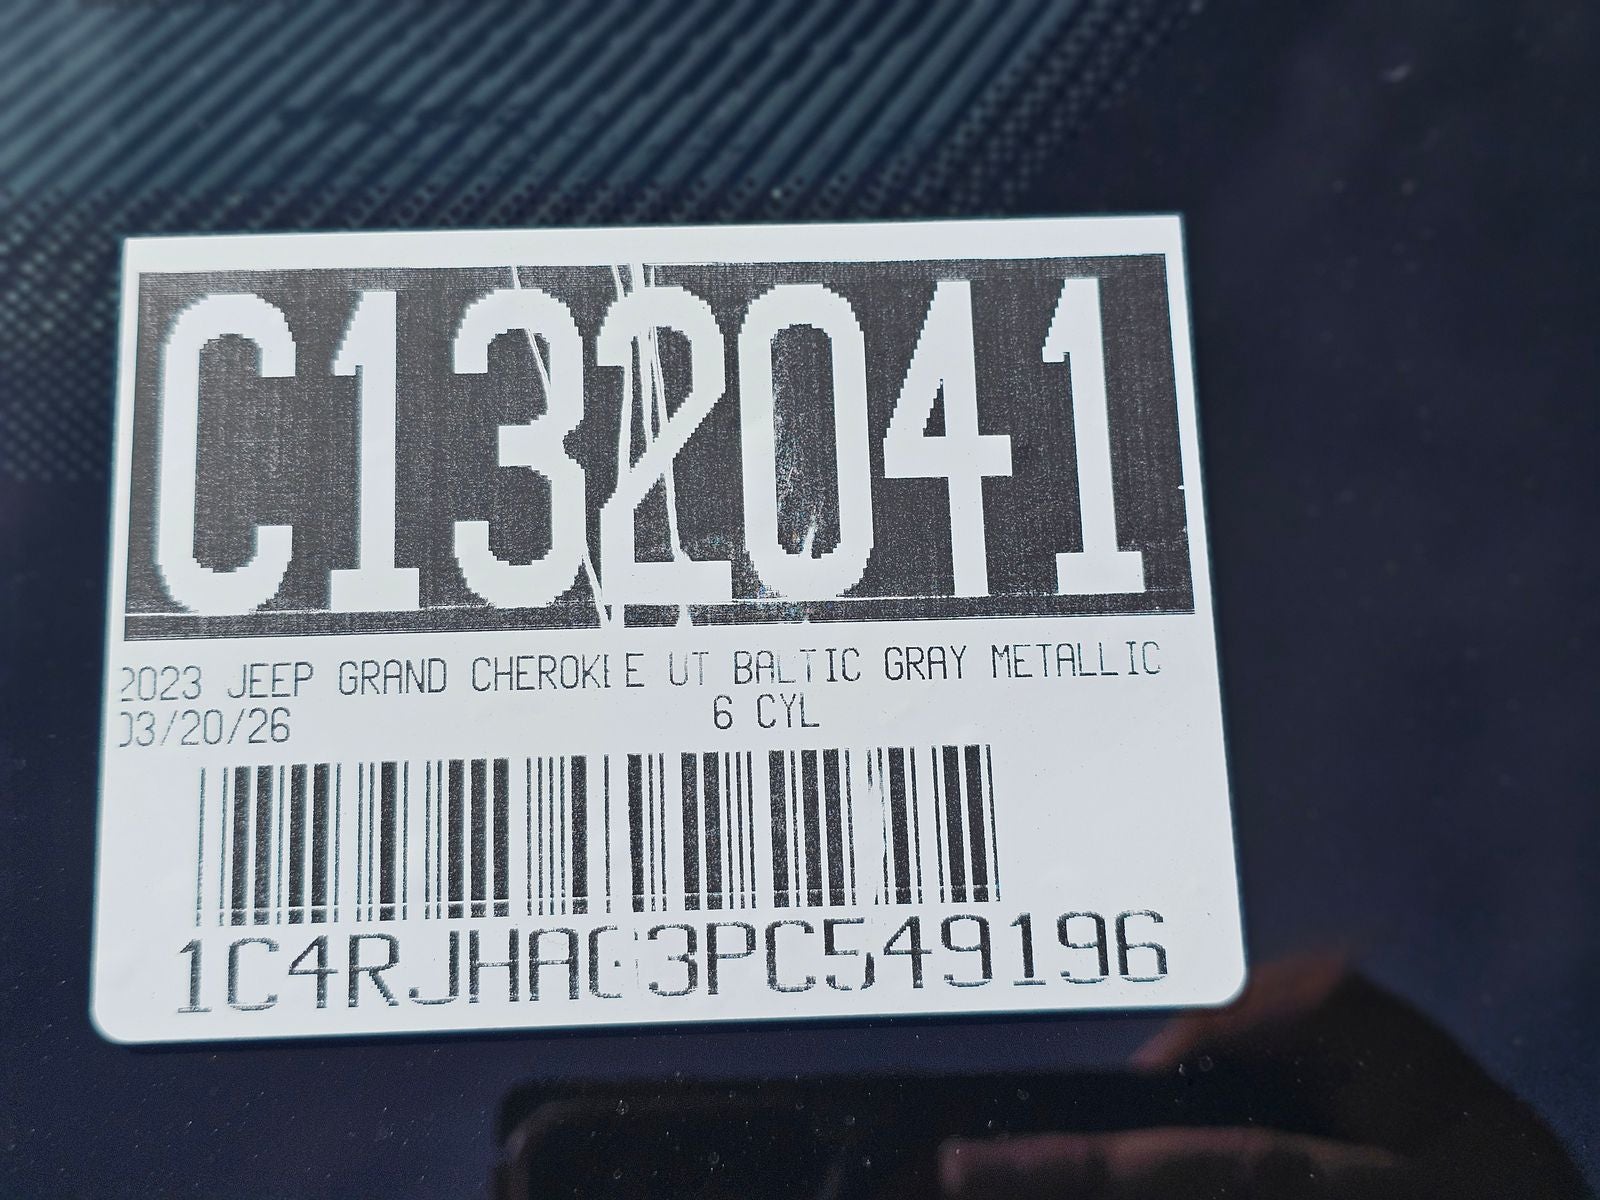 C132041
2023 JEEP GRAND CHEROKEE UT BALTIC GRAY METALLIC
03/20/26 6 CYL
1C4RJHAG3PC549196